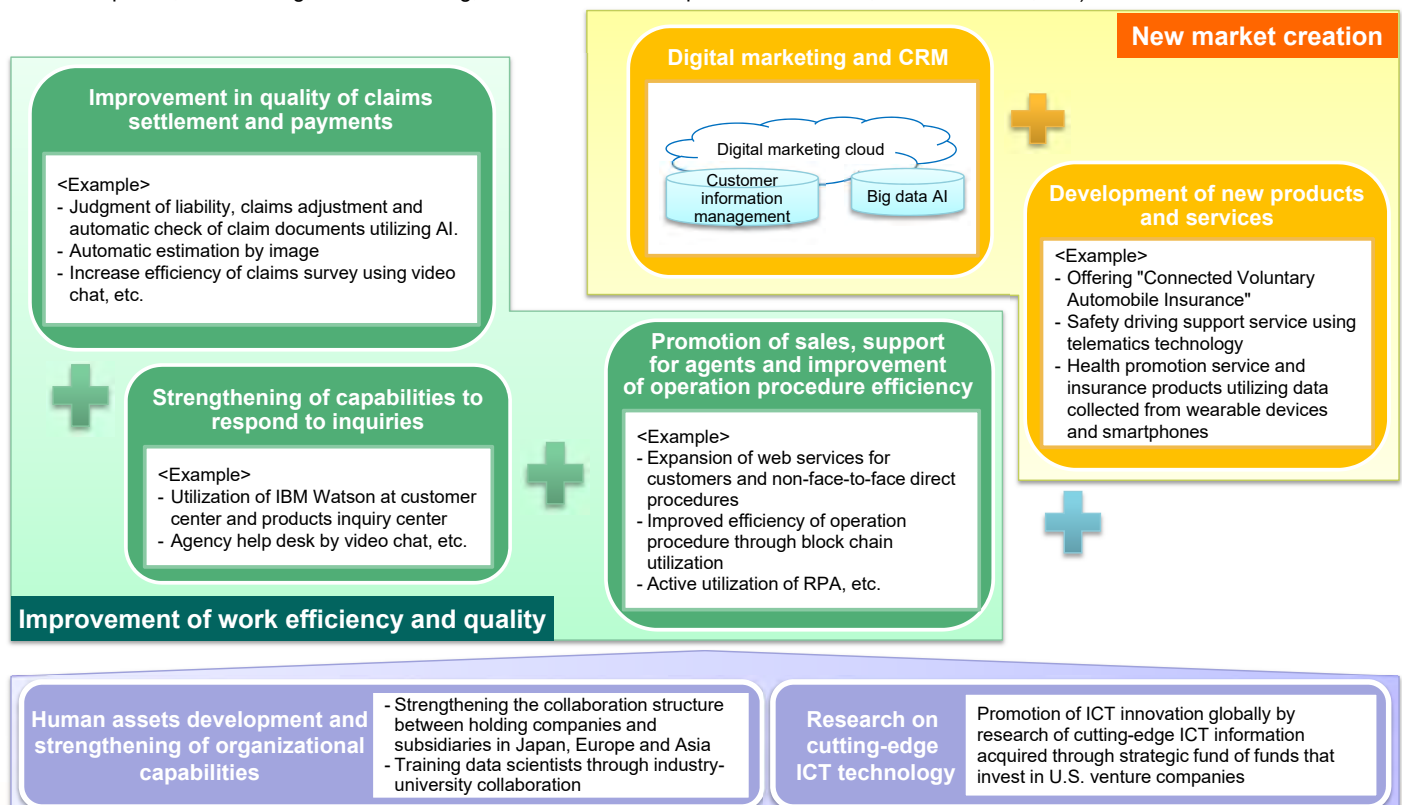 New market creation
Digital marketing and CRM
Digital marketing cloud
Customer
information
management
Big data AI
Improvement in quality of claims
settlement and payments
<Example>
- Judgment of liability, claims adjustment and
automatic check of claim documents utilizing AI.
- Automatic estimation by image
- Increase efficiency of claims survey using video
chat, etc.
Development of new products
and services
<Example>
- Offering "Connected Voluntary
Automobile Insurance"
- Safety driving support service using
telematics technology
- Health promotion service and
insurance products utilizing data
collected from wearable devices
and smartphones
Strengthening of capabilities to
respond to inquiries
<Example>
- Utilization of IBM Watson at customer
center and products inquiry center
- Agency help desk by video chat, etc.
Promotion of sales, support
for agents and improvement
of operation procedure efficiency
<Example>
- Expansion of web services for
customers and non-face-to-face direct
procedures
- Improved efficiency of operation
procedure through block chain
utilization
- Active utilization of RPA, etc.
Improvement of work efficiency and quality
Human assets development and
strengthening of organizational
capabilities
- Strengthening the collaboration structure
between holding companies and
subsidiaries in Japan, Europe and Asia
- Training data scientists through industry-
university collaboration
Research on
cutting-edge
ICT technology
Promotion of ICT innovation globally by
research of cutting-edge ICT information
acquired through strategic fund of funds that
invest in U.S. venture companies